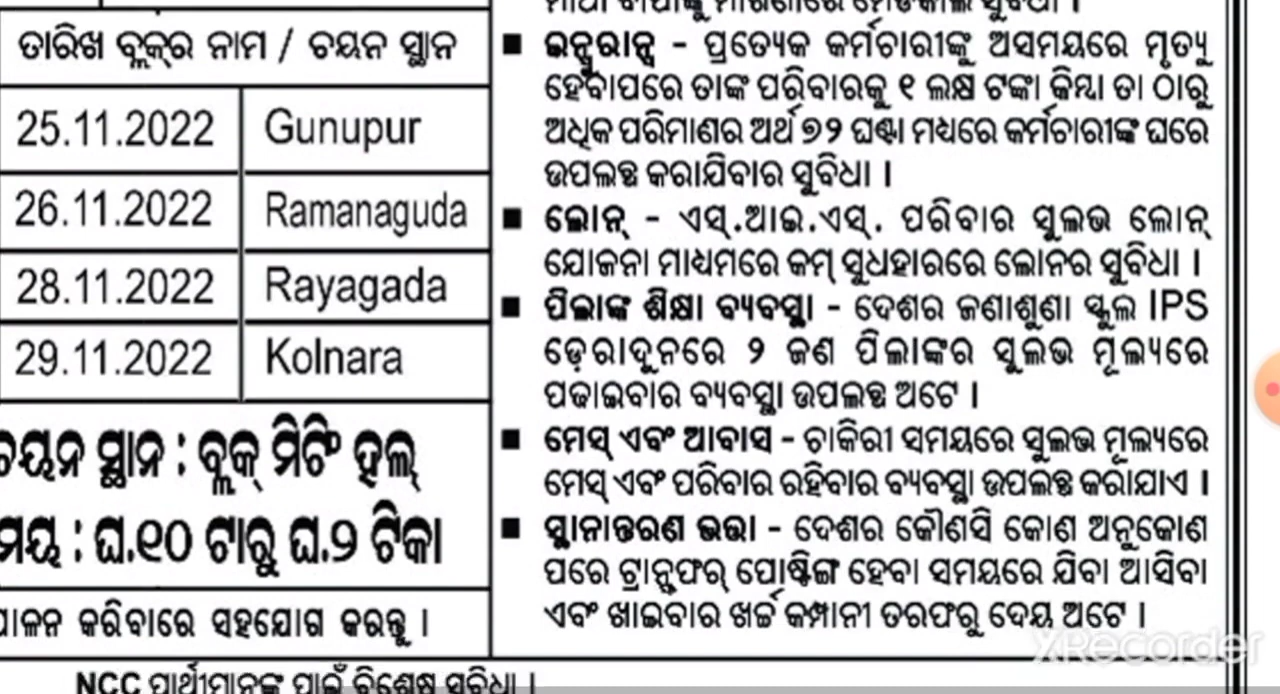 ତାରିଖ ବ୍ଲକ୍‌ର ନାମ / ଚୟନ ସ୍ଥାନ
25.11.2022 Gunupur
26.11.2022 Ramanaguda
28.11.2022 Rayagada
29.11.2022 Kolnara
ଚୟନ ସ୍ଥାନ : ବ୍ଲକ୍ ମିଟିଂ ହଲ୍
ମୟ : ଘ.୧୦ ଟାରୁ ଘ.୨ ଟିକା
ପାଳନ କରିବାରେ ସହଯୋଗ କରନ୍ତୁ ।
■ ଇନ୍ସୁରାନ୍ସ - ପ୍ରତ୍ୟେକ କର୍ମଚାରୀଙ୍କୁ ଅସମୟରେ ମୃତ୍ୟୁ
ହେବାପରେ ତାଙ୍କ ପରିବାରକୁ ୧ ଲକ୍ଷ ଟଙ୍କା କିମ୍ବା ତା ଠାରୁ
ଅଧିକ ପରିମାଣର ଅର୍ଥ ୭୨ ଘଣ୍ଟା ମଧ୍ୟରେ କର୍ମଚାରୀଙ୍କ ଘରେ
ଉପଲବ୍ଧ କରାଯିବାର ସୁବିଧା ।
■ ଲୋନ୍ - ଏସ୍.ଆଇ.ଏସ୍. ପରିବାର ସୁଲଭ ଲୋନ୍
ଯୋଜନା ମାଧ୍ୟମରେ କମ୍ ସୁଧହାରରେ ଲୋନର ସୁବିଧା ।
■ ପିଲାଙ୍କ ଶିକ୍ଷା ବ୍ୟବସ୍ଥା - ଦେଶର ଜଣାଶୁଣା ସ୍କୁଲ IPS
ଡ଼େରାଦୁନରେ ୨ ଜଣ ପିଲାଙ୍କର ସୁଲଭ ମୂଲ୍ୟରେ
ପଢାଇବାର ବ୍ୟବସ୍ଥା ଉପଲବ୍ଧ ଅଟେ ।
■ ମେସ୍ ଏବଂ ଆବାସ - ଚାକିରୀ ସମୟରେ ସୁଲଭ ମୂଲ୍ୟରେ
ମେସ୍ ଏବଂ ପରିବାର ରହିବାର ବ୍ୟବସ୍ଥା ଉପଲବ୍ଧ କରାଯାଏ ।
■ ସ୍ଥାନାନ୍ତରଣ ଭତ୍ତା - ଦେଶର କୌଣସି କୋଣ ଅନୁକୋଣ
ପରେ ଟ୍ରାନ୍ସଫର୍ ପୋଷ୍ଟିଙ୍ଗ ହେବା ସମୟରେ ଯିବା ଆସିବା
ଏବଂ ଖାଇବାର ଖର୍ଚ୍ଚ କମ୍ପାନୀ ତରଫରୁ ଦେୟ ଅଟେ ।
XRecorder
NCC ପ୍ରାର୍ଥୀମାନଙ୍କ ପାଇଁ ବିଶେଷ ସୁବିଧା ।